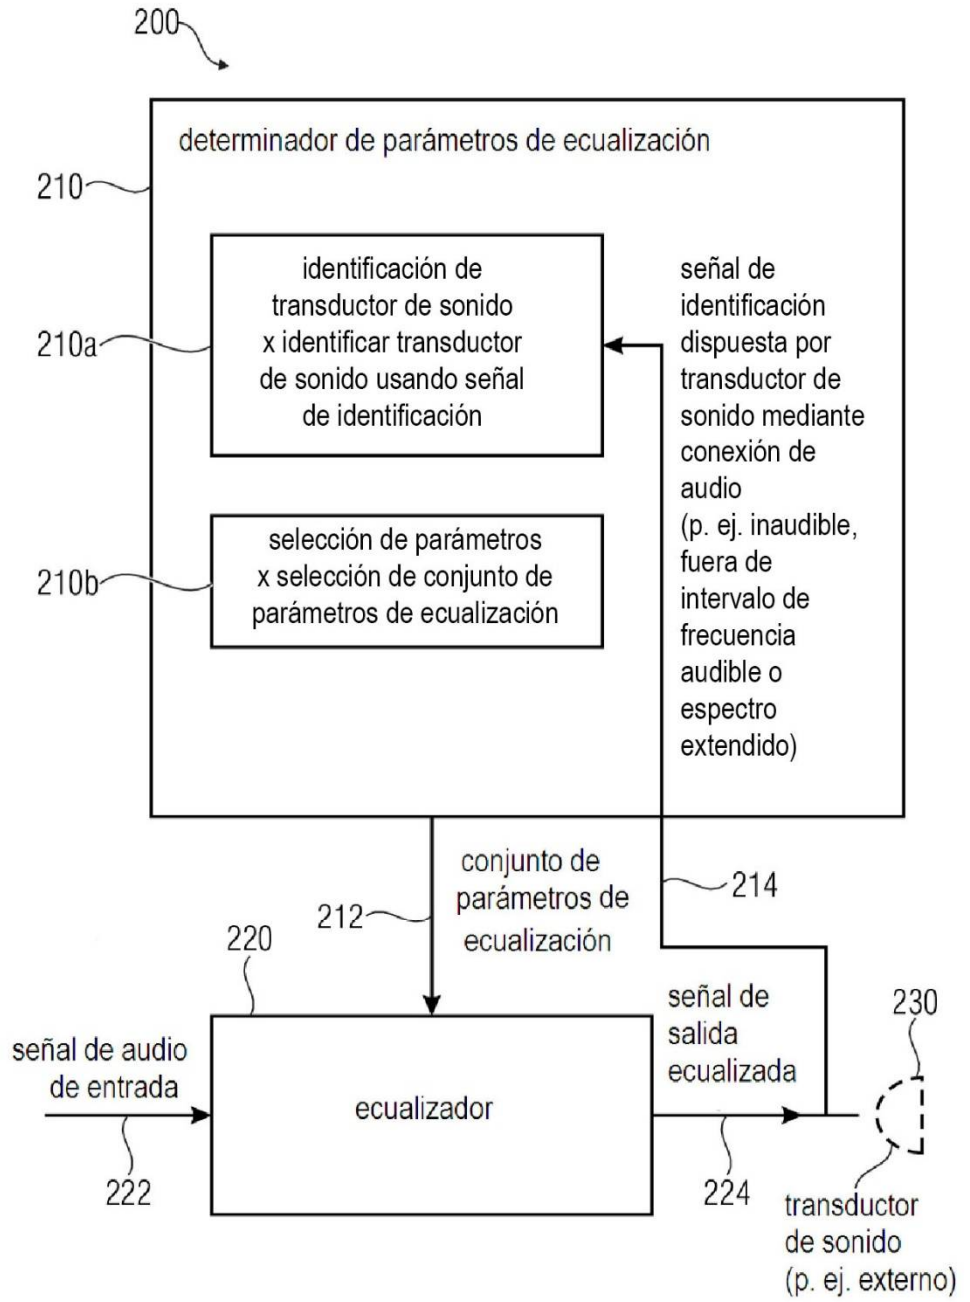 200
determinador de parámetros de ecualización
210
identificación de
transductor de sonido
x identificar transductor
de sonido usando señal
de identificación
210a
señal de
identificación
dispuesta por
transductor de
sonido mediante
conexión de
audio
(p. ej. inaudible,
fuera de
intervalo de
frecuencia
audible o
espectro
extendido)
selección de parámetros
x selección de conjunto de
parámetros de ecualización
210b
conjunto de
parámetros de
ecualización
212
214
220
señal de audio
de entrada
222
ecualizador
señal de
salida
ecualizada
224
230
transductor
de sonido
(p. ej. externo)